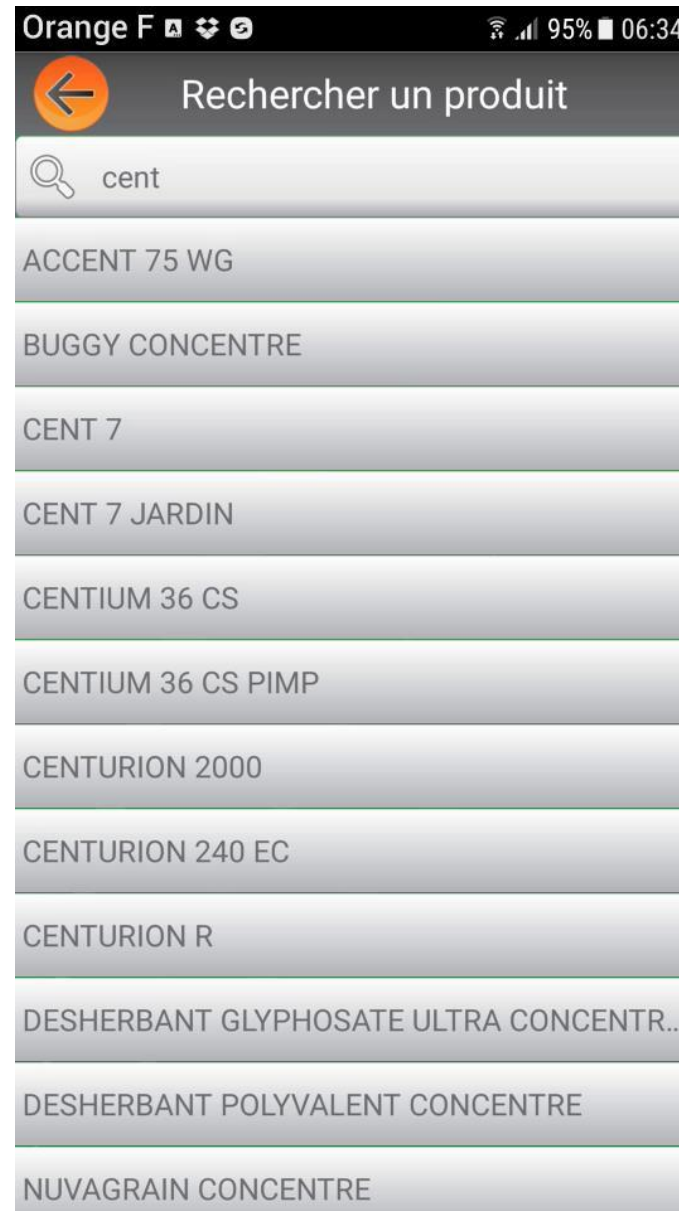 Orange F 95% 06:34
Rechercher un produit
cent
ACCENT 75 WG
BUGGY CONCENTRE
CENT 7
CENT 7 JARDIN
CENTIUM 36 CS
CENTIUM 36 CS PIMP
CENTURION 2000
CENTURION 240 EC
CENTURION R
DESHERBANT GLYPHOSATE ULTRA CONCENTR..
DESHERBANT POLYVALENT CONCENTRE
NUVAGRAIN CONCENTRE